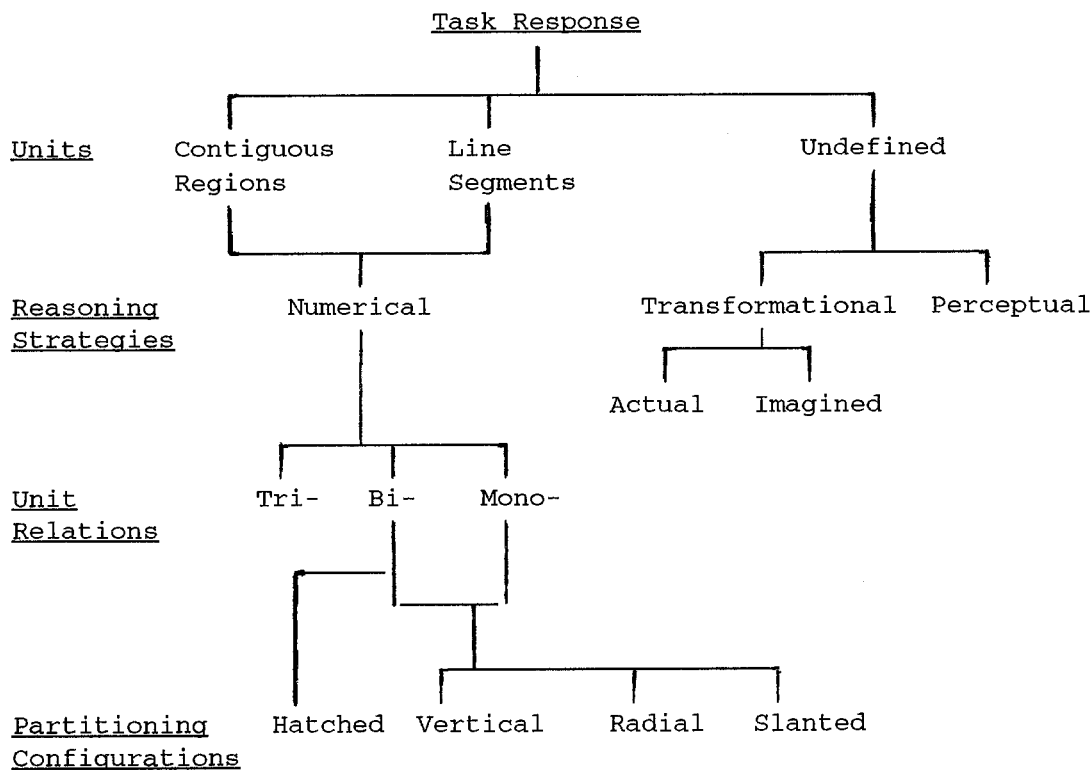 Task Response
Units Contiguous Regions Line Segments Undefined
Reasoning Strategies Numerical Transformational Perceptual
Actual Imagined
Unit Relations Tri- Bi- Mono-
Partitioning Configurations Hatched Vertical Radial Slanted